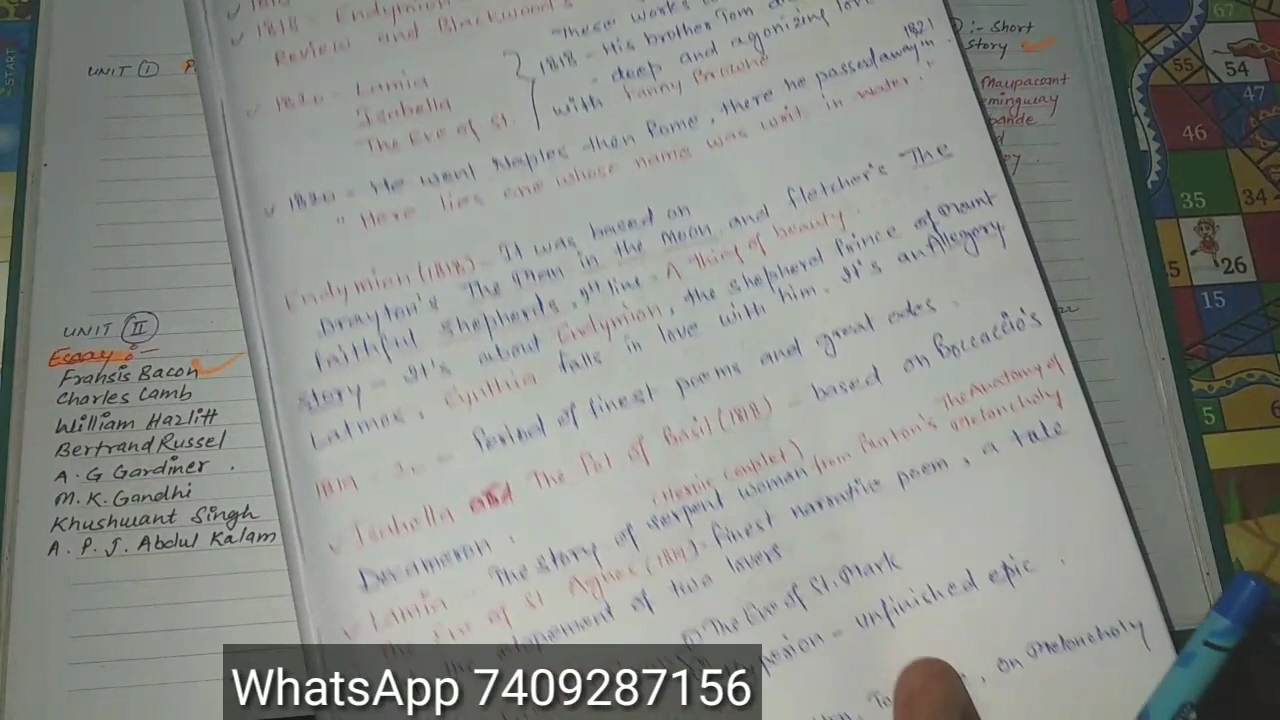 1818 - Endymion
Review and Blackwood's
These works
1818 - His brother Tom
- deep and agonizing love
with Fanny Browne
1820 - Lamia
Isabella
The Eve of St.
1820 - He went Naples then Rome, there he passed away in 1821
"Here lies one whose name was writ in water."
Endymion (1818) - It was based on
Drayton's The Man in the Moon and Fletcher's The
Faithful Shepherds, Ist line - A thing of beauty.
Story - It's about Endymion, the shepherd Prince of Mount
Latmos, Cynthia falls in love with him. It's an Allegory.
1819 - Period of finest poems and great odes.
Isabella and The Pot of Basil (1818) - based on Boccacio's
Decameron.
(Heroic Couplet)
Lamia - The story of serpent woman from Burton's The Anatomy of Melancholy
The Eve of St Agnes (1819) - finest narrative poem, a tale
elopement of two lovers
The Eve of St. Mark
- unfinished epic.
, on Melancholy
UNIT I
UNIT II
Essay :-
Frahsis Bacon
Charles Lamb
William Hazlitt
Bertrand Russel
A. G Gardiner.
M. K. Gandhi
Khushwant Singh
A. P. J. Abdul Kalam
:- Short
Story
Maupassant
START
67
55
54
47
46
35
34
26
15
5
WhatsApp 7409287156